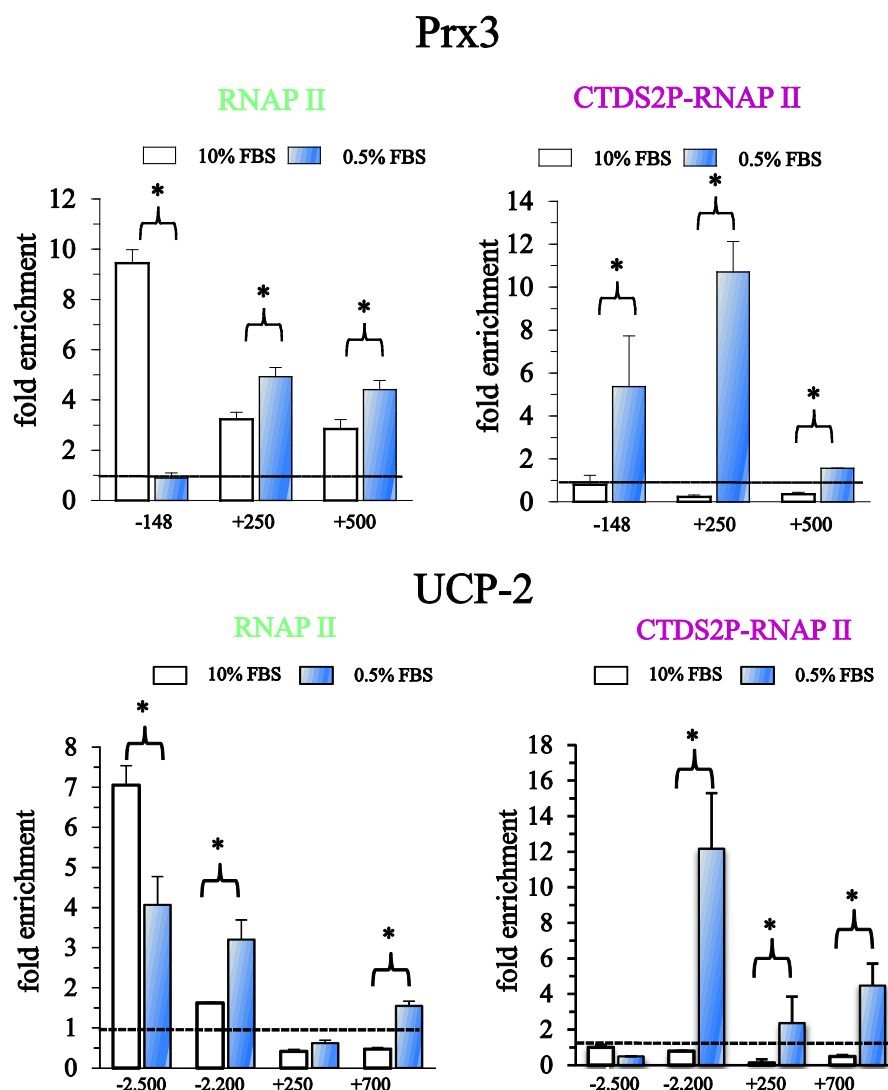 Prx3
RNAP II
CTDS2P-RNAP II
10% FBS 0.5% FBS
10% FBS 0.5% FBS
fold enrichment
12
10
8
6
4
2
0
* * *
-148 +250 +500
fold enrichment
14
12
10
8
6
4
2
0
* * *
-148 +250 +500
UCP-2
RNAP II
CTDS2P-RNAP II
10% FBS 0.5% FBS
10% FBS 0.5% FBS
fold enrichment
8
7
6
5
4
3
2
1
0
* * *
-2.500 -2.200 +250 +700
fold enrichment
18
16
14
12
10
8
6
4
2
0
* * *
-2.500 -2.200 +250 +700